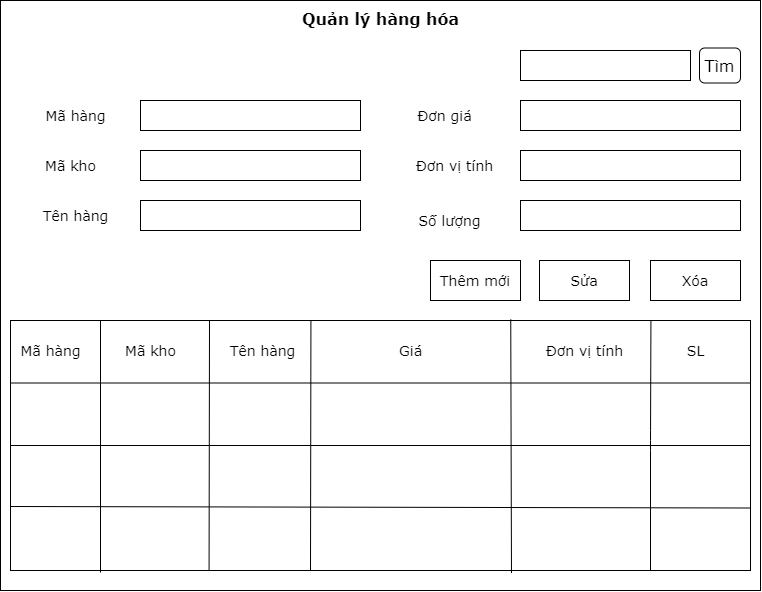 Quản lý hàng hóa
Tìm
Mã hàng
Đơn giá
Mã kho
Đơn vị tính
Tên hàng
Số lượng
Thêm mới
Sửa
Xóa
Mã hàng
Mã kho
Tên hàng
Giá
Đơn vị tính
SL